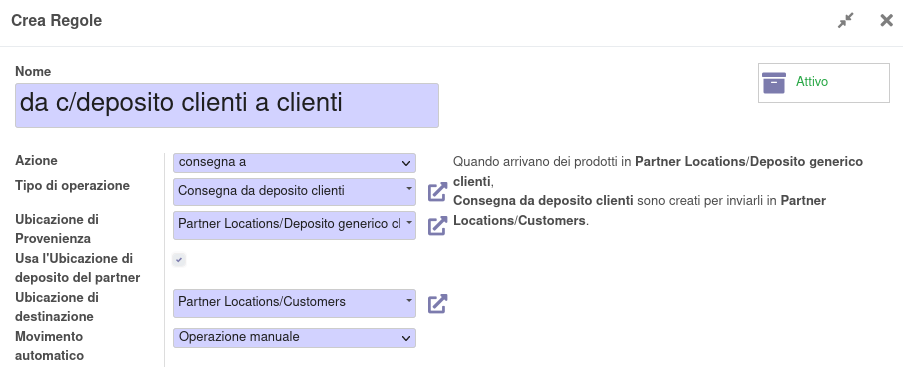 Crea Regole
Nome
da c/deposito clienti a clienti
Attivo
Azione
consegna a
Tipo di operazione
Consegna da deposito clienti
Ubicazione di
Provenienza
Partner Locations/Deposito generico cl
Usa l'Ubicazione di
deposito del partner
Ubicazione di
destinazione
Partner Locations/Customers
Movimento
automatico
Operazione manuale
Quando arrivano dei prodotti in Partner Locations/Deposito generico
clienti,
Consegna da deposito clienti sono creati per inviarli in Partner
Locations/Customers.